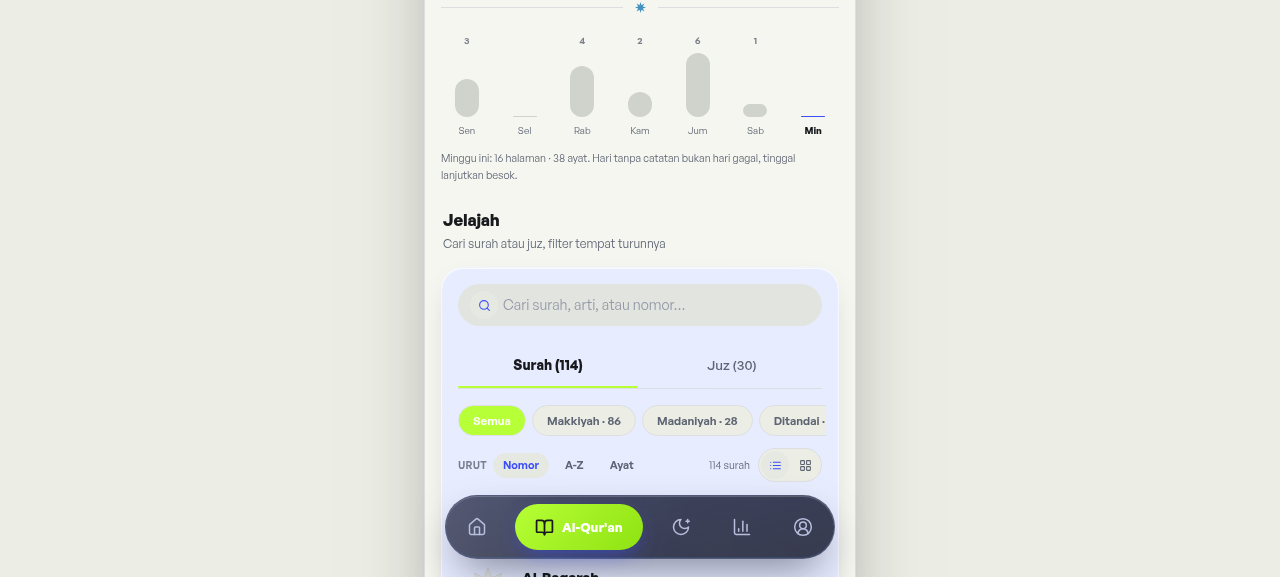 3 4 2 6 1
Sen Sel Rab Kam Jum Sab Min
Minggu ini: 16 halaman · 38 ayat. Hari tanpa catatan bukan hari gagal, tinggal
lanjutkan besok.
Jelajah
Cari surah atau juz, filter tempat turunnya
Cari surah, arti, atau nomor...
Surah (114) Juz (30)
Semua Makkiyah · 86 Madaniyah · 28 Ditandai ·
URUT Nomor A-Z Ayat 114 surah
Al-Qur'an
Al-Baqarah